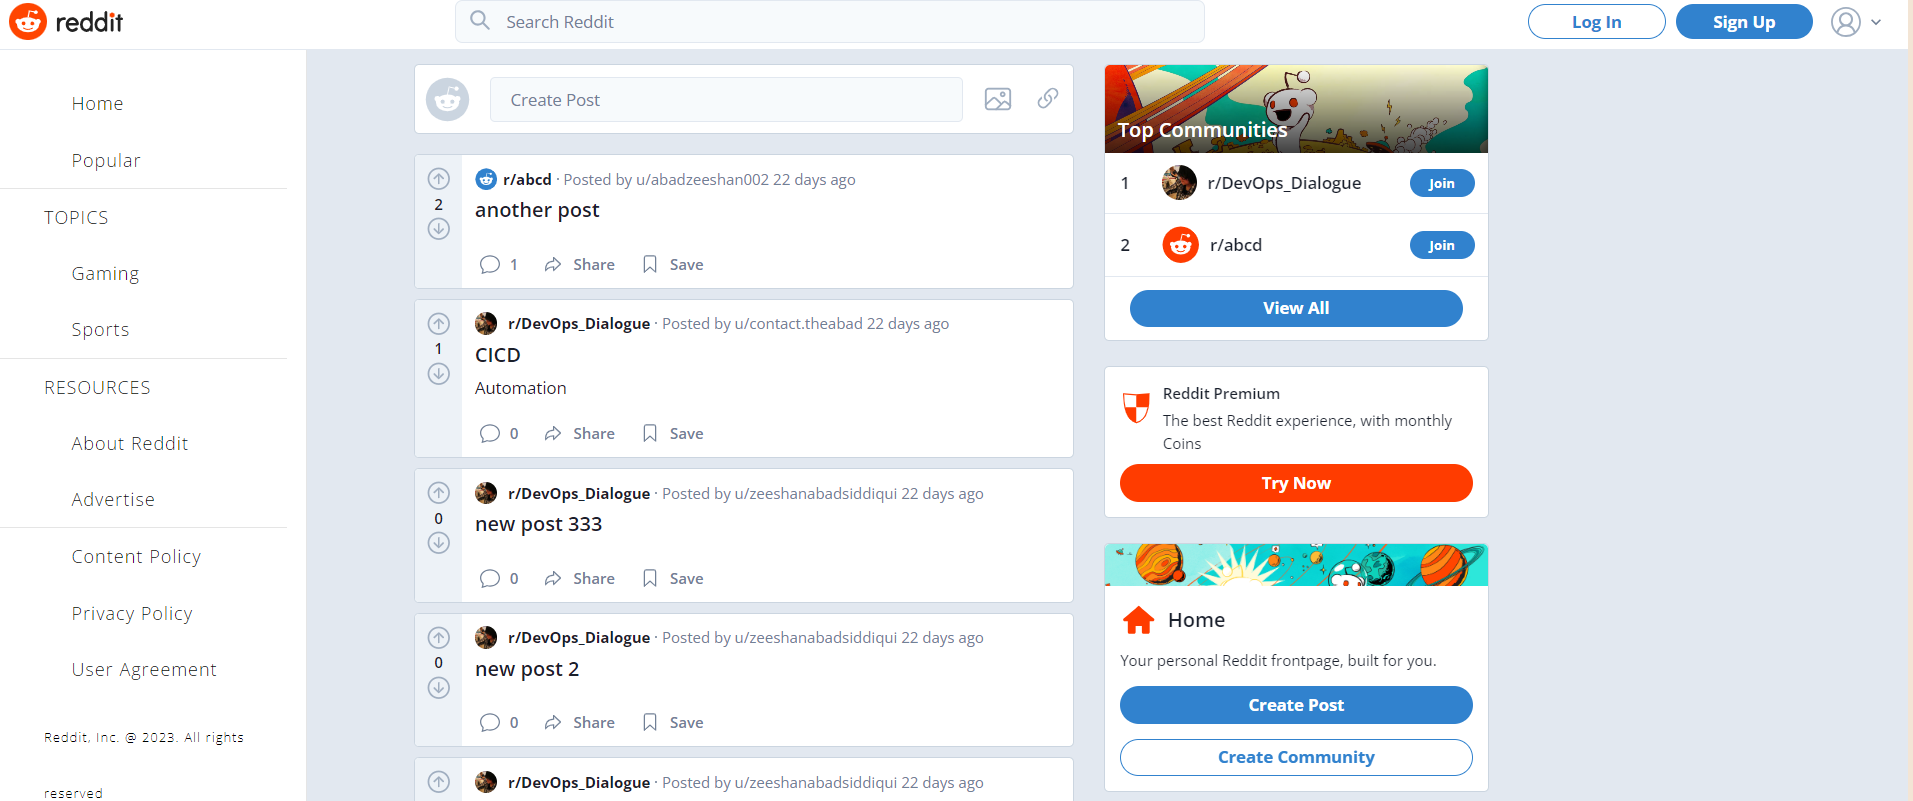 reddit
Search Reddit
Log In
Sign Up
Home
Popular
TOPICS
Gaming
Sports
RESOURCES
About Reddit
Advertise
Content Policy
Privacy Policy
User Agreement
Reddit, Inc. @ 2023. All rights
reserved
Create Post
r/abcd · Posted by u/abadzeeshan002 22 days ago
2
another post
1 Share Save
r/DevOps_Dialogue · Posted by u/contact.theabad 22 days ago
1
CICD
Automation
0 Share Save
r/DevOps_Dialogue · Posted by u/zeeshanabadsiddiqui 22 days ago
0
new post 333
0 Share Save
r/DevOps_Dialogue · Posted by u/zeeshanabadsiddiqui 22 days ago
0
new post 2
0 Share Save
r/DevOps_Dialogue · Posted by u/zeeshanabadsiddiqui 22 days ago
Top Communities
1 r/DevOps_Dialogue Join
2 r/abcd Join
View All
Reddit Premium
The best Reddit experience, with monthly
Coins
Try Now
Home
Your personal Reddit frontpage, built for you.
Create Post
Create Community